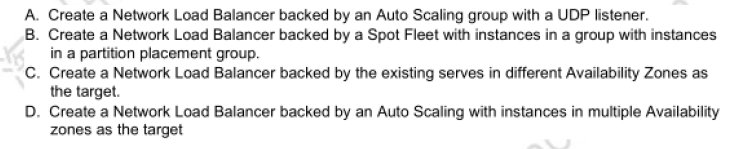 A. Create a Network Load Balancer backed by an Auto Scaling group with a UDP listener.
B. Create a Network Load Balancer backed by a Spot Fleet with instances in a group with instances
in a partition placement group.
C. Create a Network Load Balancer backed by the existing serves in different Availability Zones as
the target.
D. Create a Network Load Balancer backed by an Auto Scaling with instances in multiple Availability
zones as the target